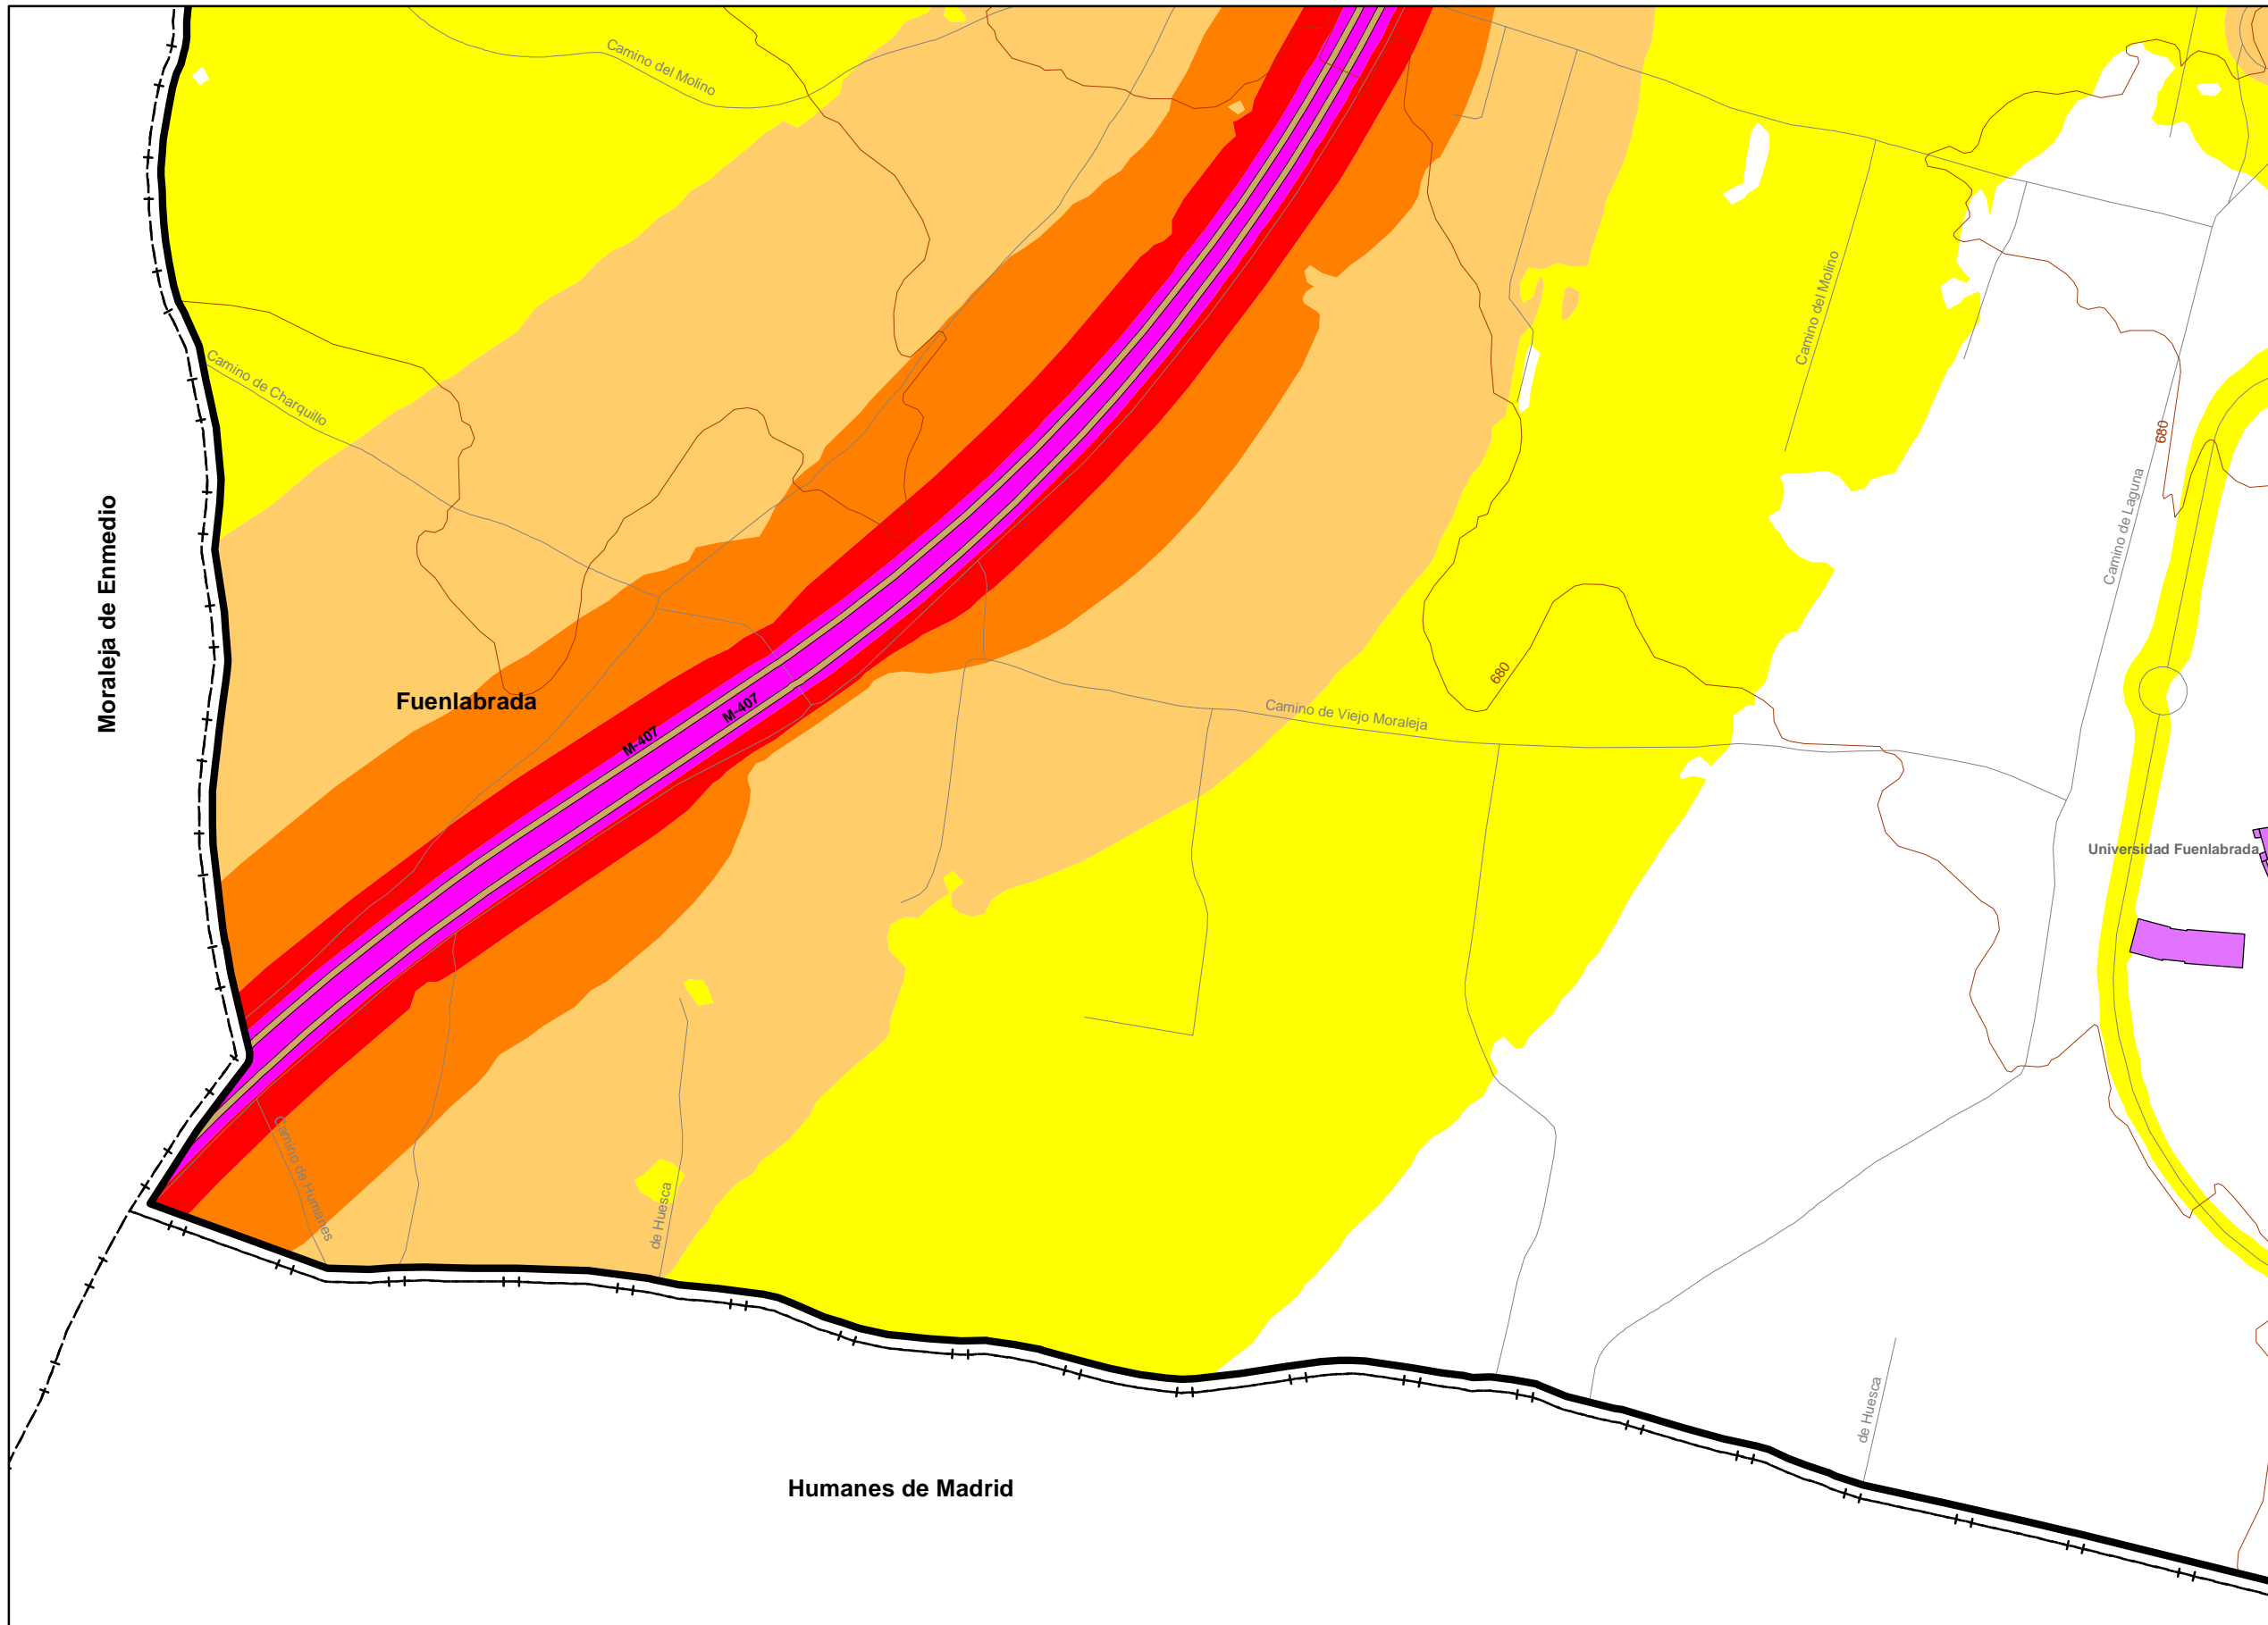 Camino del Molino
Camino de Charquillo
Camino del Molino
680
Camino de Laguna
Moraleja de Enmedio
Fuenlabrada
680
M-407
M-407
Camino de Viejo Moraleja
Universidad Fuenlabrada
Camino de Humanes
de Huesca
de Huesca
Humanes de Madrid